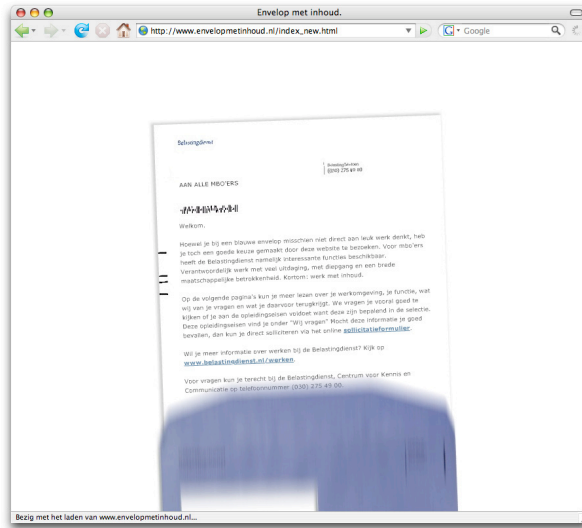 Envelop met inhoud.
http://www.envelopmetinhoud.nl/index_new.html
Google
Belastingdienst
Belastingdienst
(030) 275 49 00
AAN ALLE MBO'ERS
Welkom.
Hoewel je bij een blauwe envelop misschien niet direct aan leuk werk denkt, heb
je toch een goede keuze gemaakt door deze website te bezoeken. Voor mbo'ers
heeft de Belastingdienst namelijk interessante functies beschikbaar.
Verantwoordelijk werk met veel uitdaging, met diepgang en een brede
maatschappelijke betrokkenheid. Kortom: werk met inhoud.
Op de volgende pagina's kun je meer lezen over je werkomgeving, je functie, wat
wij van je vragen en wat je daarvoor terugkrijgt. We vragen je vooral goed te
kijken of je aan de opleidingseisen voldoet want deze zijn bepalend in de selectie.
Deze opleidingseisen vind je onder "Wij vragen" Mocht deze informatie je goed
bevallen, dan kun je direct solliciteren via het online sollicitatieformulier.
Wil je meer informatie over werken bij de Belastingdienst? Kijk op
www.belastingdienst.nl/werken.
Voor vragen kun je terecht bij de Belastingdienst, Centrum voor Kennis en
Communicatie op telefoonnummer (030) 275 49 00.
Bezig met het laden van www.envelopmetinhoud.nl...